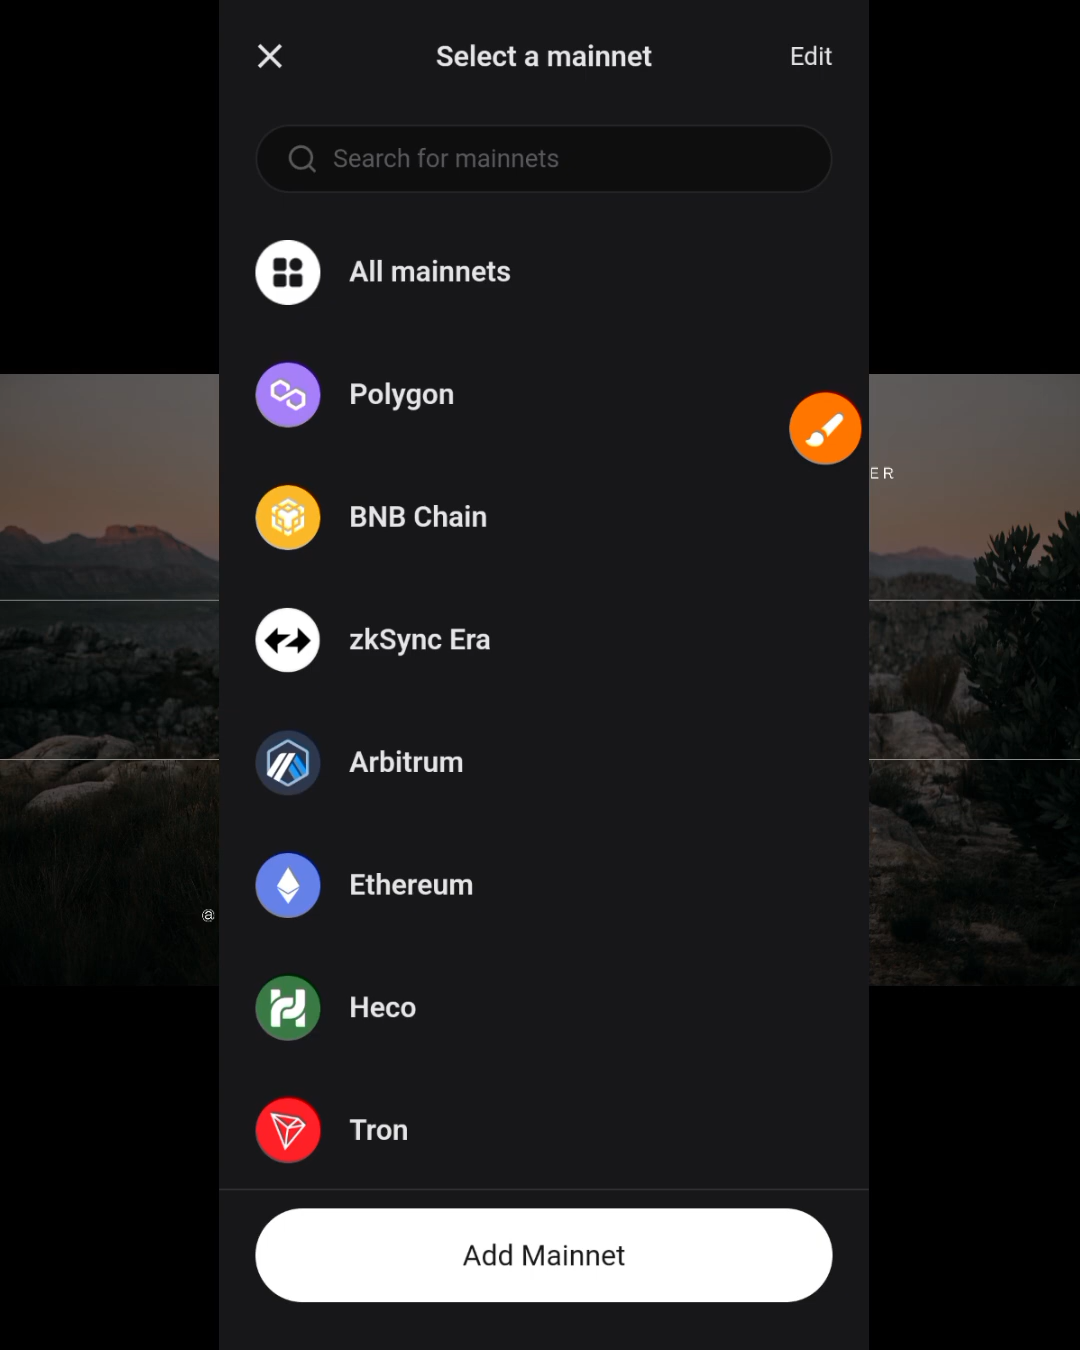 Select a mainnet
Edit
Search for mainnets
All mainnets
Polygon
BNB Chain
zkSync Era
Arbitrum
Ethereum
Heco
Tron
Add Mainnet
ER
@